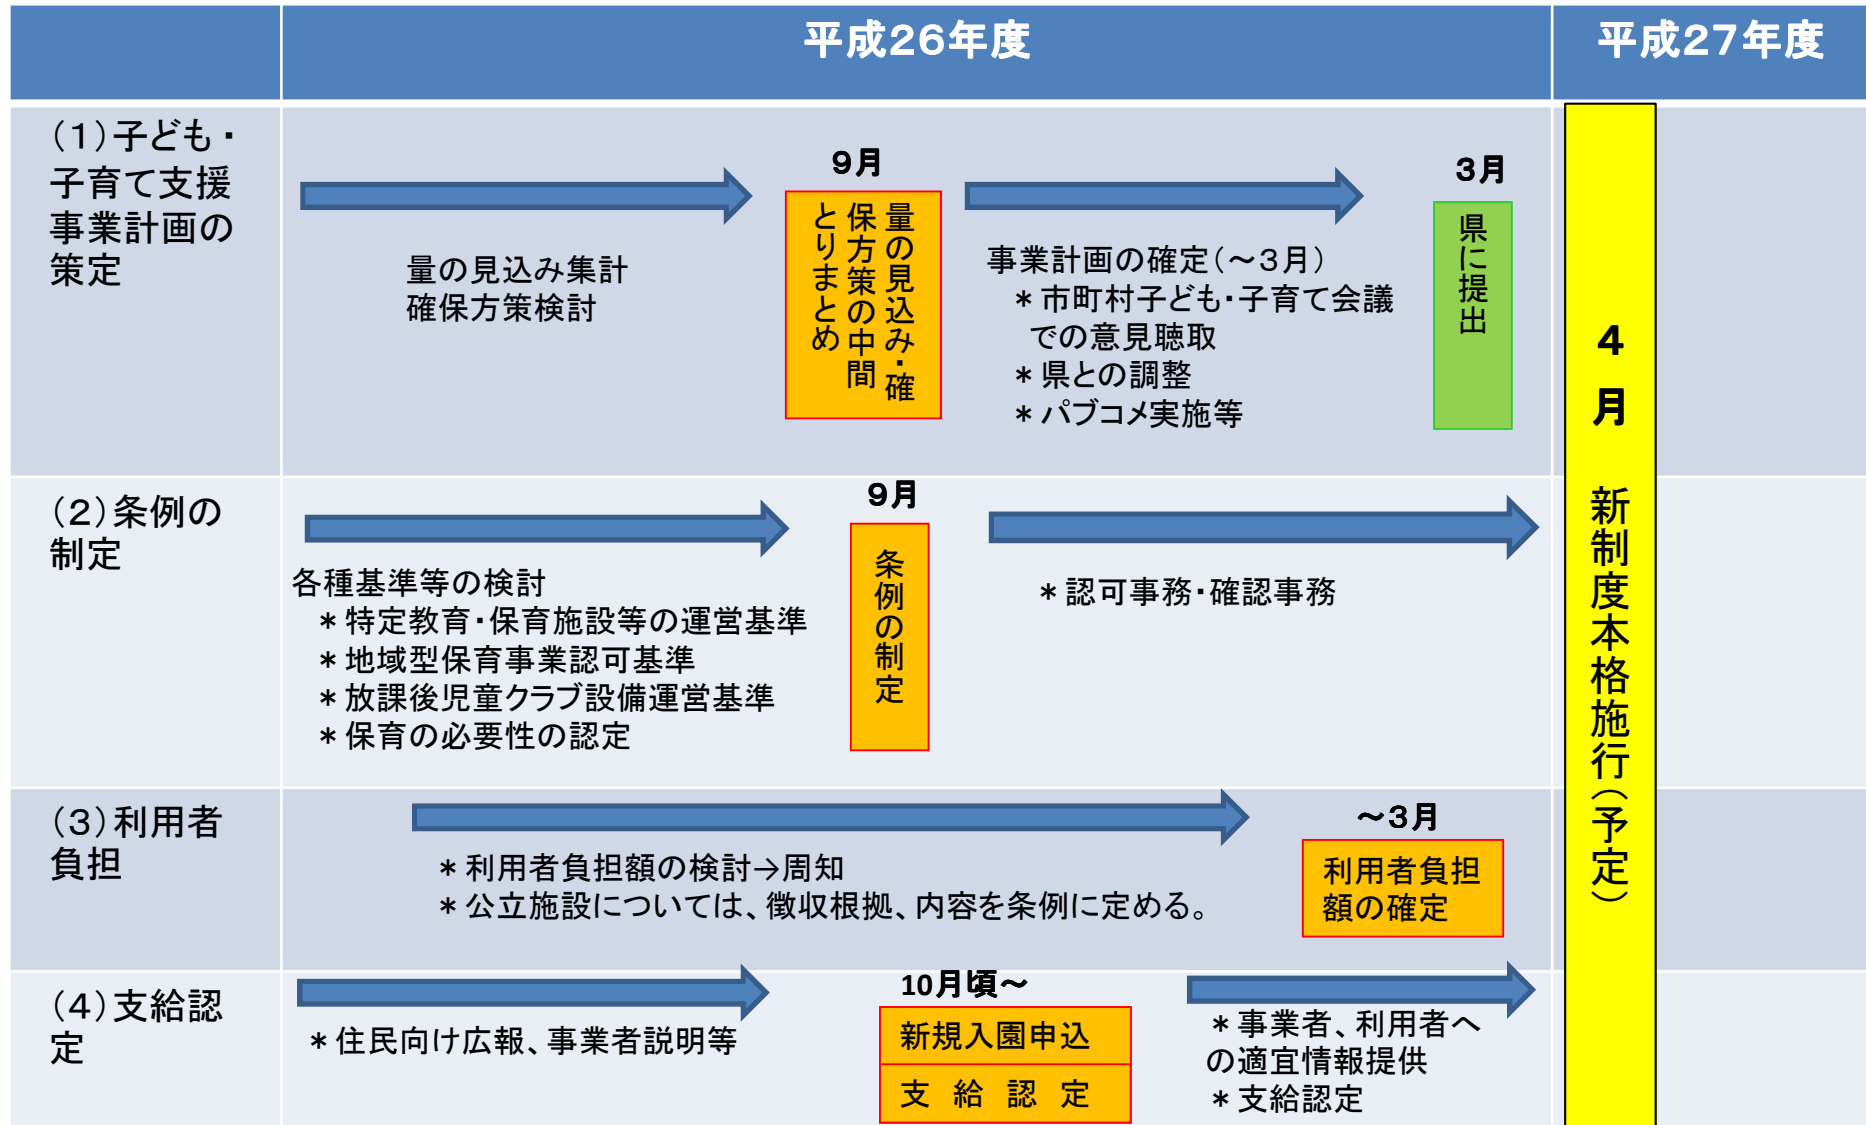 平成26年度
平成27年度
(1)子ども・
子育て支援
事業計画の
策定
量の見込み集計
確保方策検討
9月
量の見込み・確
保方策の中間
とりまとめ
事業計画の確定(～3月)
＊市町村子ども・子育て会議
での意見聴取
＊県との調整
＊パブコメ実施等
3月
県に提出
(2)条例の
制定
各種基準等の検討
＊特定教育・保育施設等の運営基準
＊地域型保育事業認可基準
＊放課後児童クラブ設備運営基準
＊保育の必要性の認定
9月
条例の制定
＊認可事務・確認事務
(3)利用者
負担
＊利用者負担額の検討→周知
＊公立施設については、徴収根拠、内容を条例に定める。
～3月
利用者負担
額の確定
(4)支給認
定
＊住民向け広報、事業者説明等
10月頃～
新規入園申込
支給認定
＊事業者、利用者へ
の適宜情報提供
＊支給認定
4月 新制度本格施行(予定)